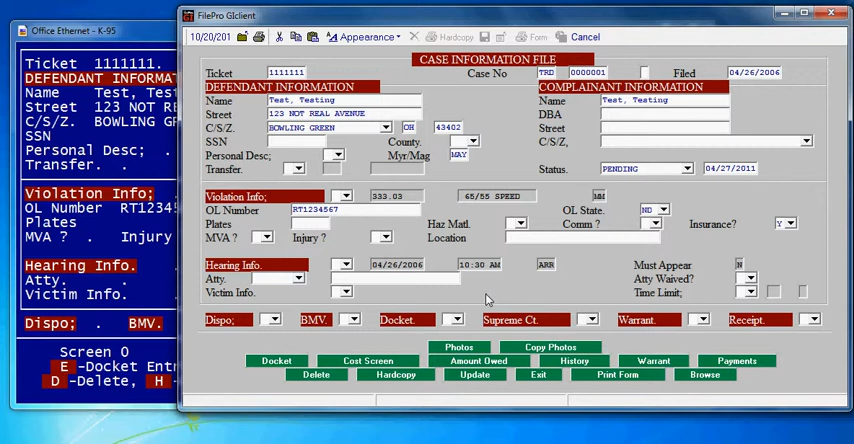 Office Ethernet - K-95
Ticket 1111111.
DEFENDANT INFORMAT
Name Test, Test
Street 123 NOT R
C/S/Z. BOWLING G
SSN
Personal Desc; .
Transfer. .
Violation Info;
OL Number RT12345
Plates
MVA ? . Injury
Hearing Info.
Atty. .
Victim Info.
Dispo; . BMV.
Screen 0
E -Docket Entr
D -Delete, H -
FilePro GIclient
10/20/201 Appearance Hardcopy Form Cancel
CASE INFORMATION FILE
Ticket 1111111 Case No TRD 0000001 Filed 04/26/2006
DEFENDANT INFORMATION COMPLAINANT INFORMATION
Name Test, Testing Name Test, Testing
Street 123 NOT REAL AVENUE DBA
C/S/Z. BOWLING GREEN OH 43402 Street
SSN County. C/S/Z,
Personal Desc; Myr/Mag MAY
Transfer. Status. PENDING 04/27/2011
Violation Info; 333.03 65/55 SPEED MM
OL Number RT1234567 OL State. ND
Plates Haz Matl. Comm ? Insurance? Y
MVA ? Injury ? Location
Hearing Info. 04/26/2006 10:30 AM ARR Must Appear N
Atty. Atty Waived?
Victim Info. Time Limit;
Dispo; BMV. Docket. Supreme Ct. Warrant. Receipt.
Photos Copy Photos
Docket Cost Screen Amount Owed History Warrant Payments
Delete Hardcopy Update Exit Print Form Browse